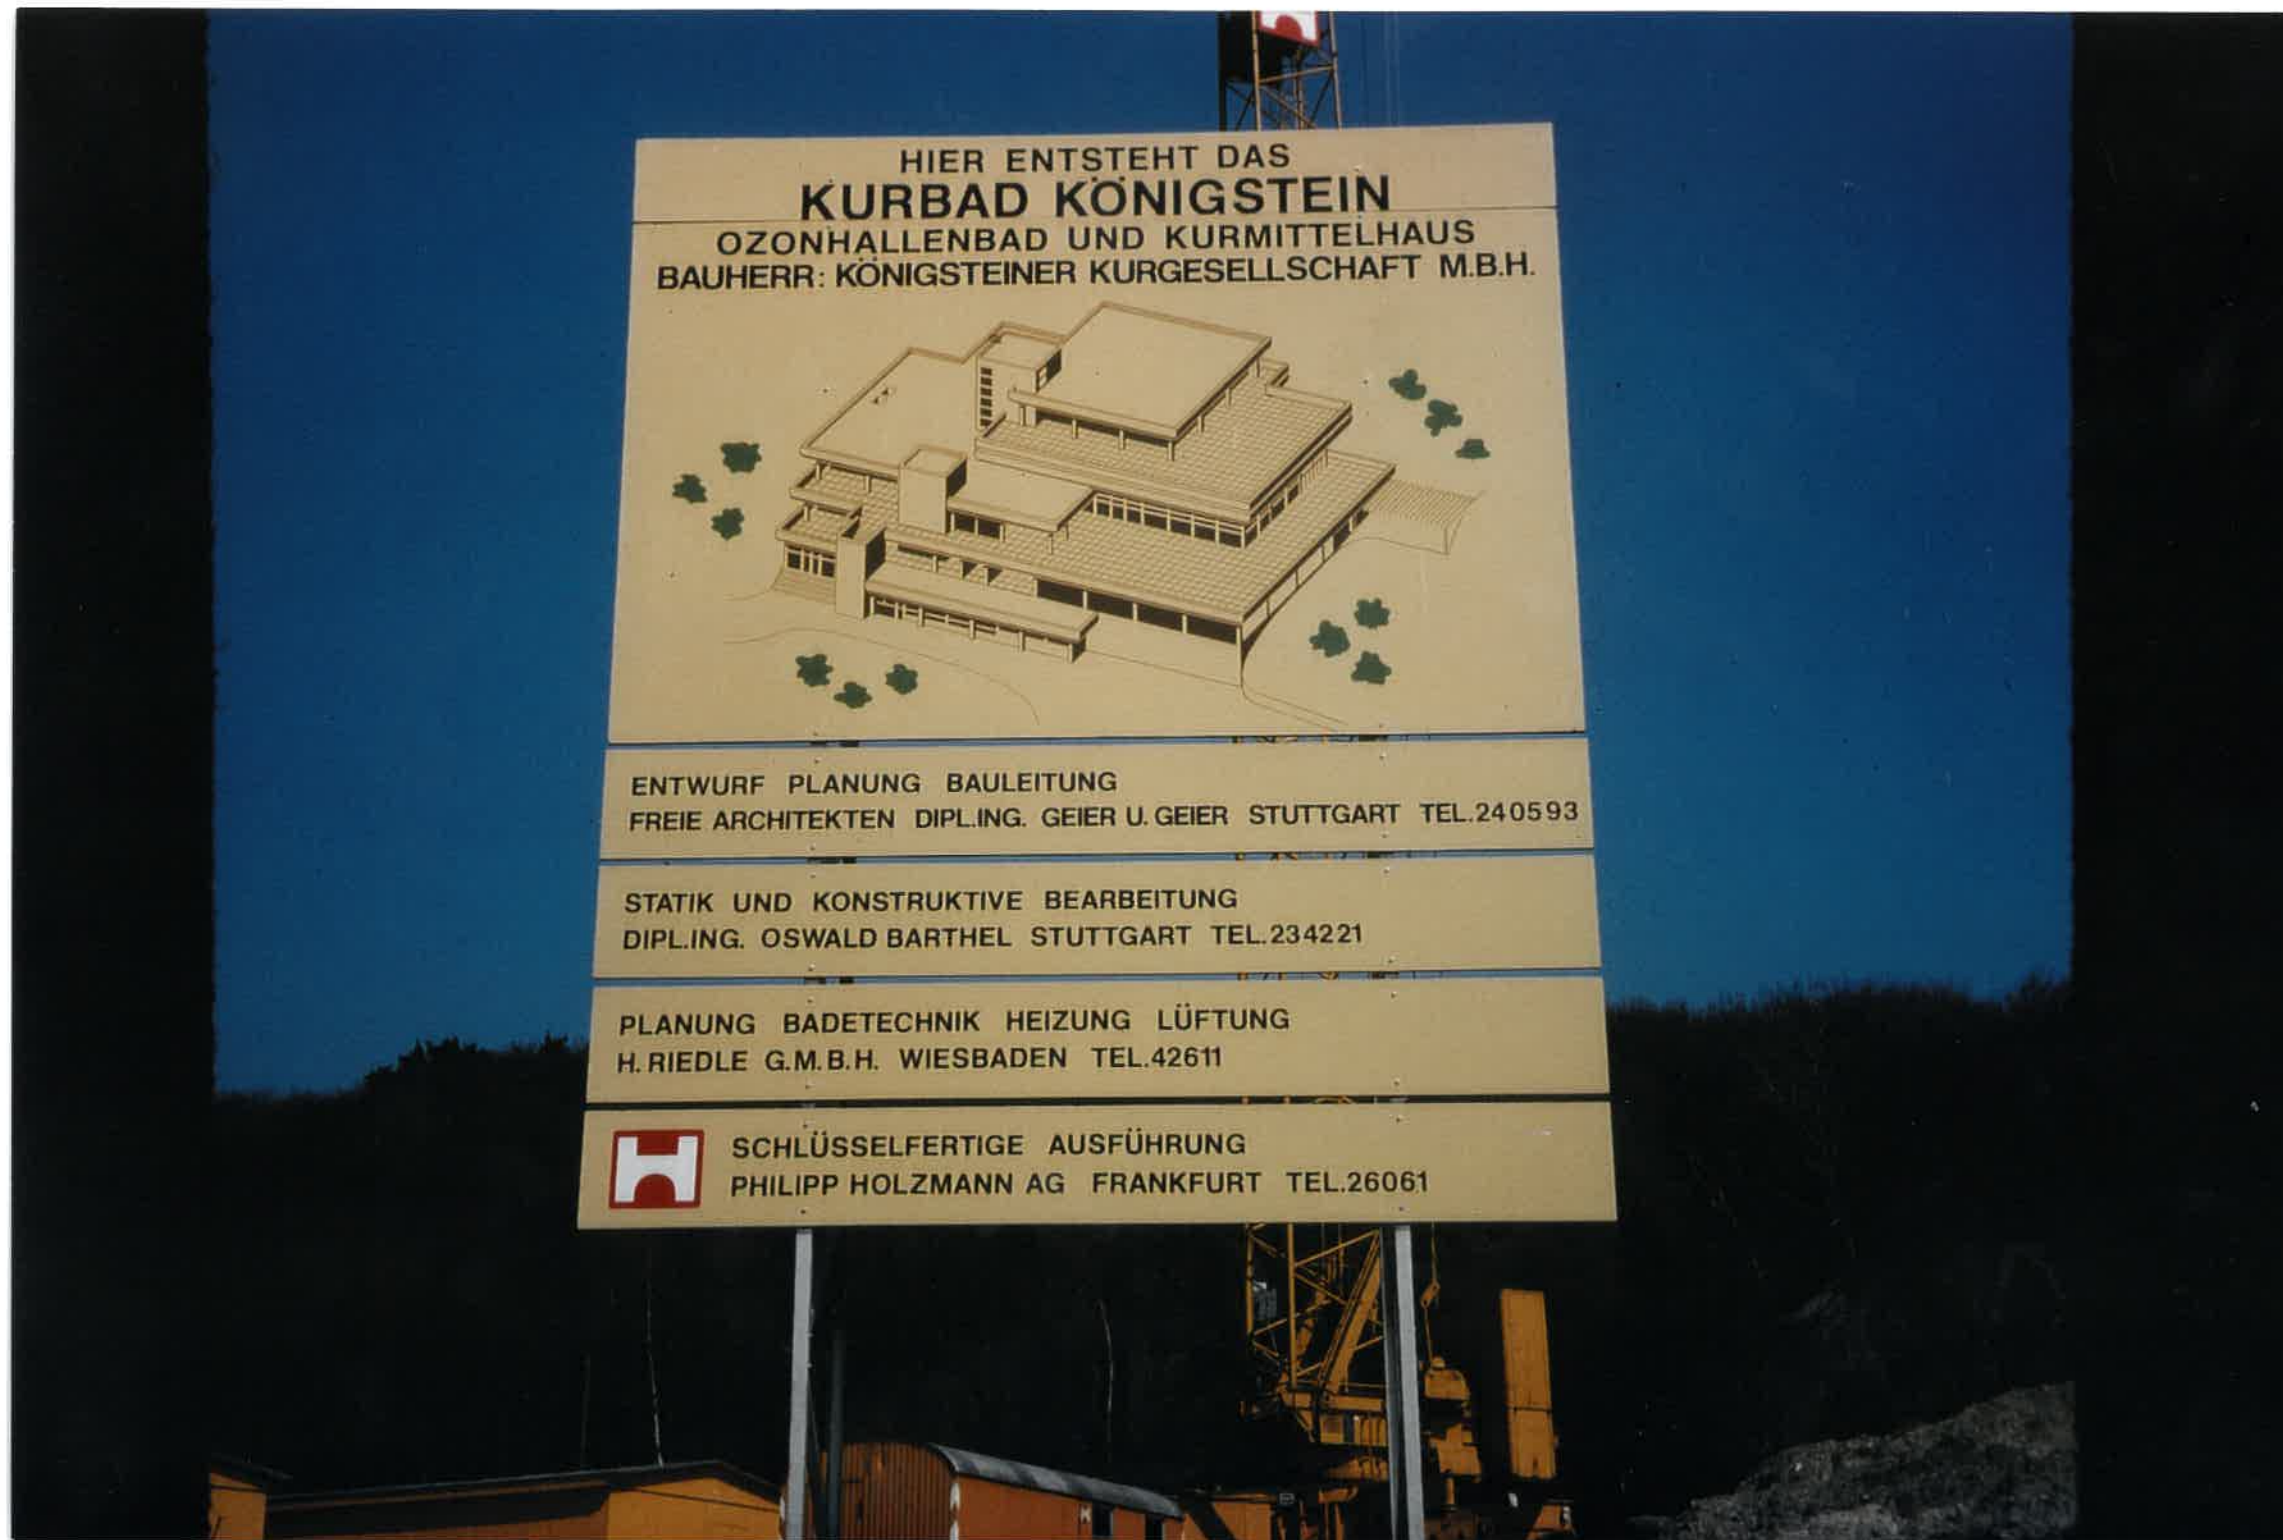 HIER ENTSTEHT DAS
KURBAD KÖNIGSTEIN
OZONHALLENBAD UND KURMITTELHAUS
BAUHERR: KÖNIGSTEINER KURGESELLSCHAFT M.B.H.
ENTWURF PLANUNG BAULEITUNG
FREIE ARCHITEKTEN DIPL.ING. GEIER U. GEIER STUTTGART TEL.240593
STATIK UND KONSTRUKTIVE BEARBEITUNG
DIPL.ING. OSWALD BARTHEL STUTTGART TEL.234221
PLANUNG BADETECHNIK HEIZUNG LÜFTUNG
H. RIEDLE G.M.B.H. WIESBADEN TEL.42611
SCHLÜSSELFERTIGE AUSFÜHRUNG
PHILIPP HOLZMANN AG FRANKFURT TEL.26061